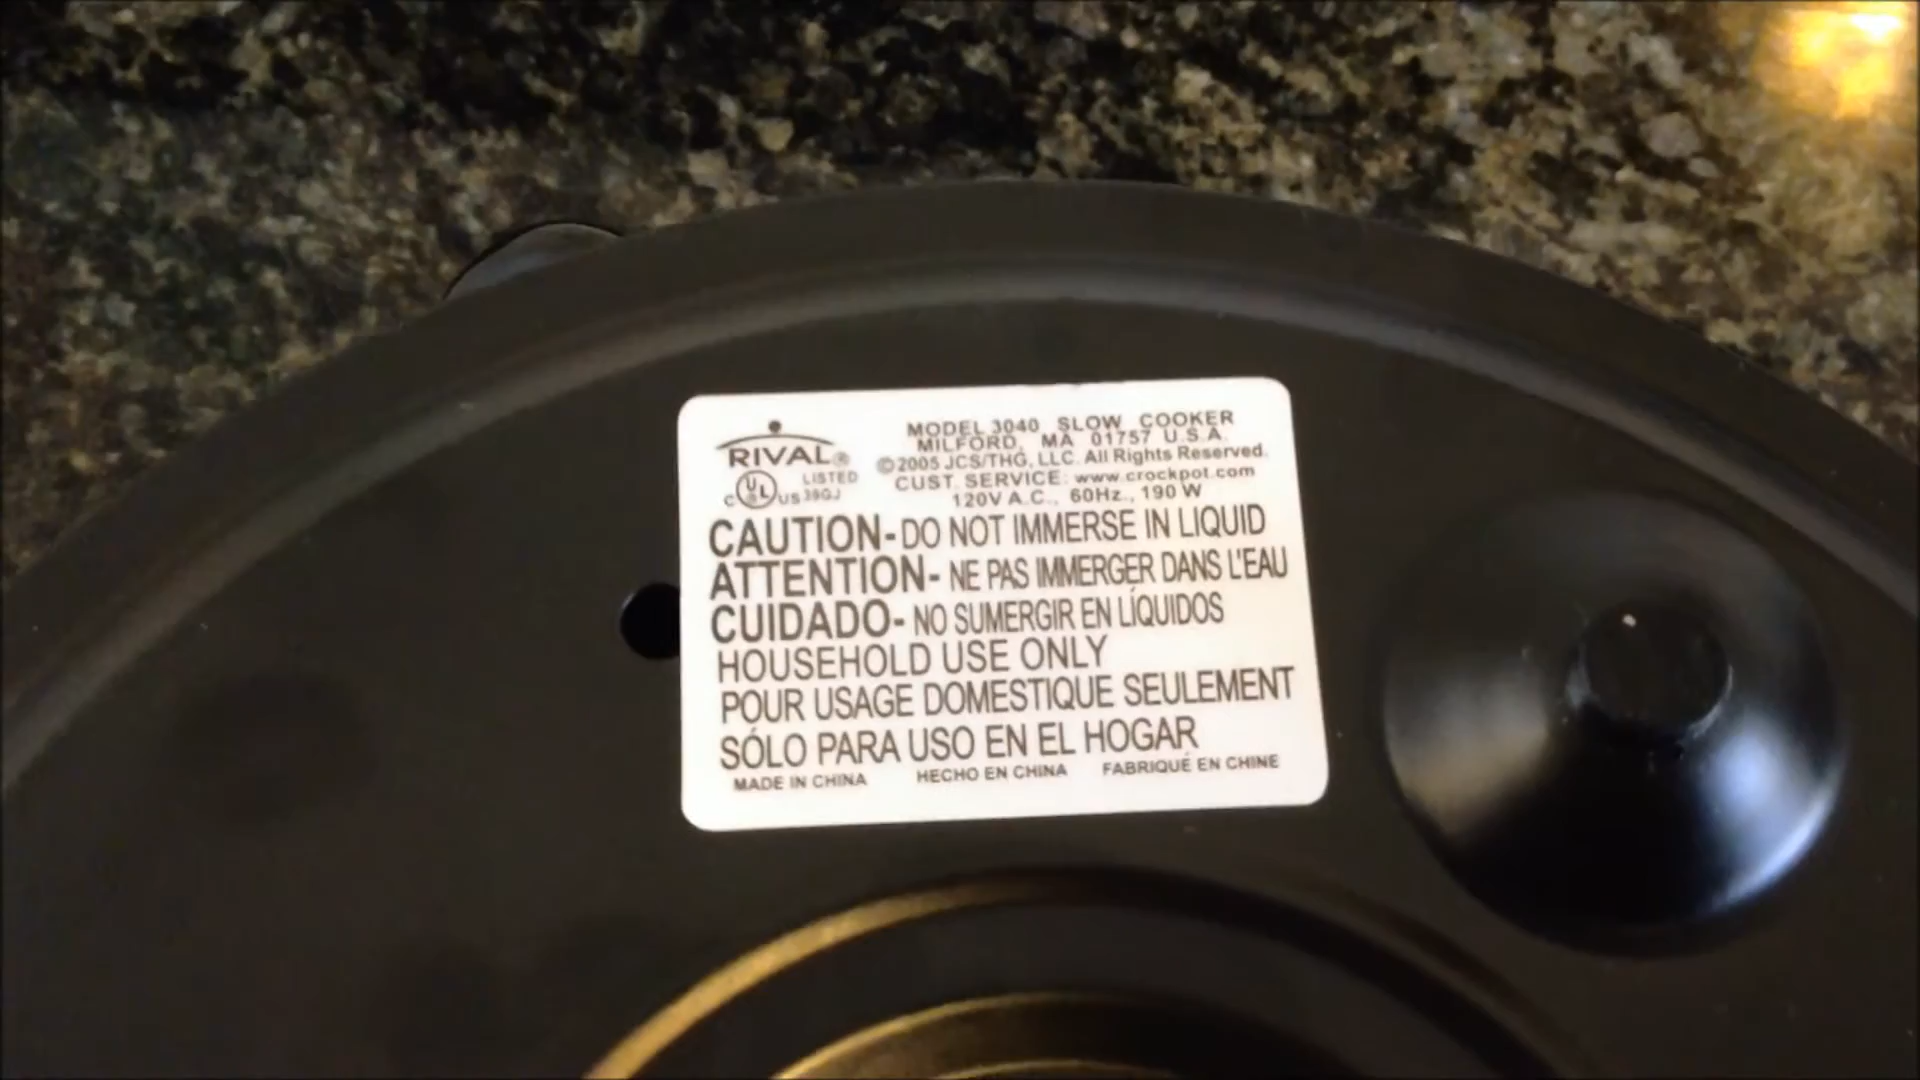 RIVAL®
C UL US LISTED 39GJ
MODEL 3040 SLOW COOKER
MILFORD, MA 01757 U.S.A.
©2005 JCS/THG, LLC. All Rights Reserved.
CUST. SERVICE: www.crockpot.com
120V A.C., 60Hz., 190 W
CAUTION-DO NOT IMMERSE IN LIQUID
ATTENTION- NE PAS IMMERGER DANS L'EAU
CUIDADO- NO SUMERGIR EN LÍQUIDOS
HOUSEHOLD USE ONLY
POUR USAGE DOMESTIQUE SEULEMENT
SÓLO PARA USO EN EL HOGAR
MADE IN CHINA HECHO EN CHINA FABRIQUÉ EN CHINE